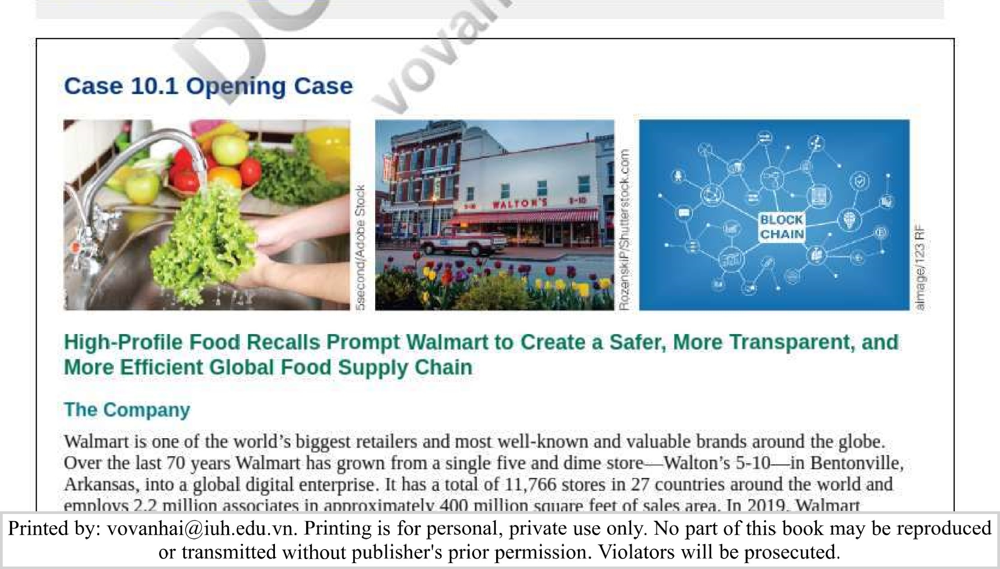 Case 10.1 Opening Case
5second/Adobe Stock
WALTON'S
5-10
RozenskiP/Shutterstock.com
BLOCK
CHAIN
aimage/123 RF
High-Profile Food Recalls Prompt Walmart to Create a Safer, More Transparent, and
More Efficient Global Food Supply Chain
The Company
Walmart is one of the world’s biggest retailers and most well-known and valuable brands around the globe.
Over the last 70 years Walmart has grown from a single five and dime store—Walton’s 5-10—in Bentonville,
Arkansas, into a global digital enterprise. It has a total of 11,766 stores in 27 countries around the world and
employs 2.2 million associates in approximately 400 million square feet of sales area. In 2019, Walmart
Printed by: vovanhai@iuh.edu.vn. Printing is for personal, private use only. No part of this book may be reproduced
or transmitted without publisher's prior permission. Violators will be prosecuted.